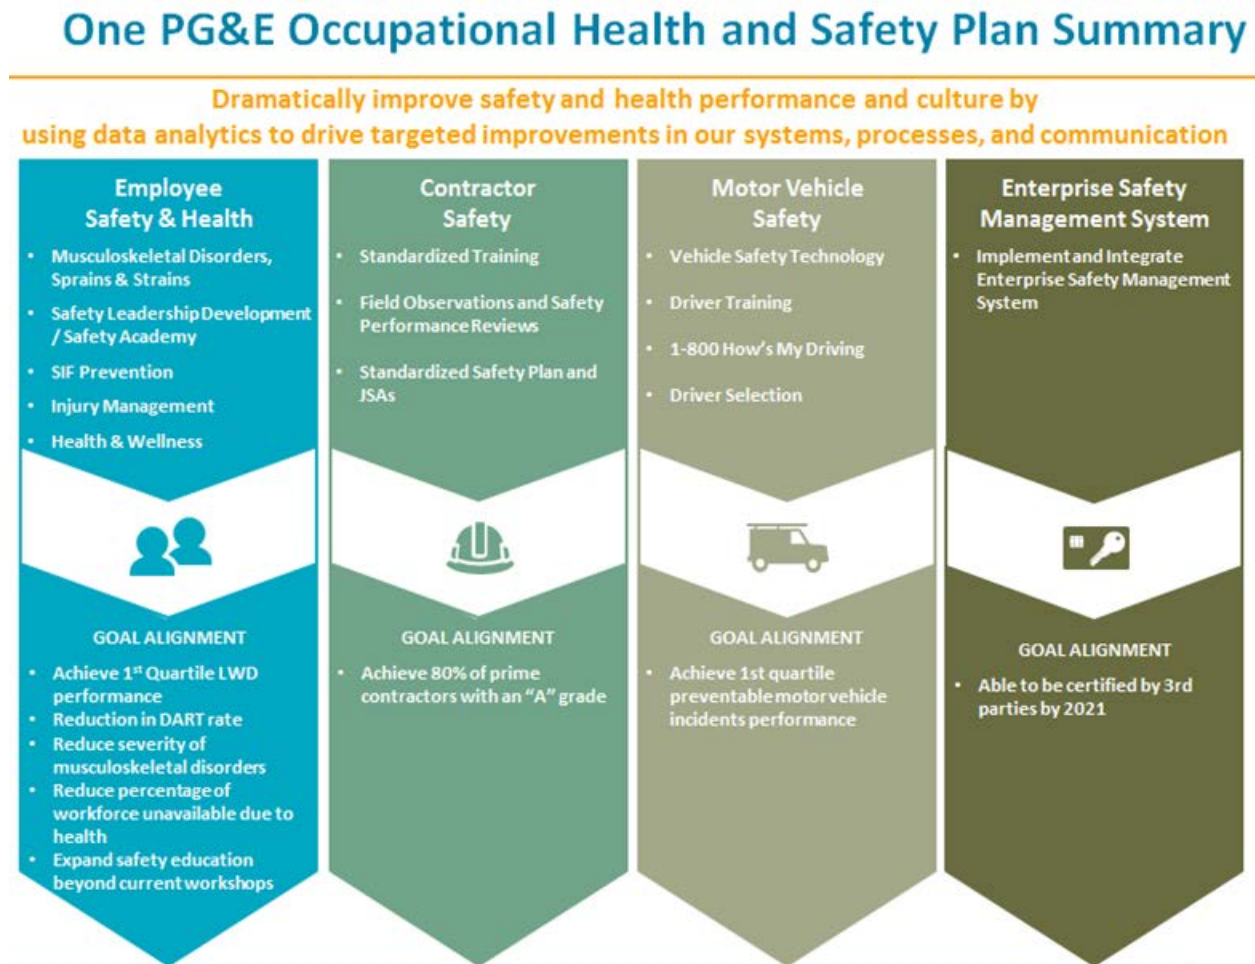 One PG&E Occupational Health and Safety Plan Summary
Dramatically improve safety and health performance and culture by
using data analytics to drive targeted improvements in our systems, processes, and communication
Employee
Safety & Health
• Musculoskeletal Disorders,
Sprains & Strains
• Safety Leadership Development
/ Safety Academy
• SIF Prevention
• Injury Management
• Health & Wellness
GOAL ALIGNMENT
• Achieve 1st Quartile LWD
performance
• Reduction in DART rate
• Reduce severity of
musculoskeletal disorders
• Reduce percentage of
workforce unavailable due to
health
• Expand safety education
beyond current workshops
Contractor
Safety
• Standardized Training
• Field Observations and Safety
Performance Reviews
• Standardized Safety Plan and
JSAs
GOAL ALIGNMENT
• Achieve 80% of prime
contractors with an “A” grade
Motor Vehicle
Safety
• Vehicle Safety Technology
• Driver Training
• 1-800 How’s My Driving
• Driver Selection
GOAL ALIGNMENT
• Achieve 1st quartile
preventable motor vehicle
incidents performance
Enterprise Safety
Management System
• Implement and Integrate
Enterprise Safety Management
System
GOAL ALIGNMENT
• Able to be certified by 3rd
parties by 2021